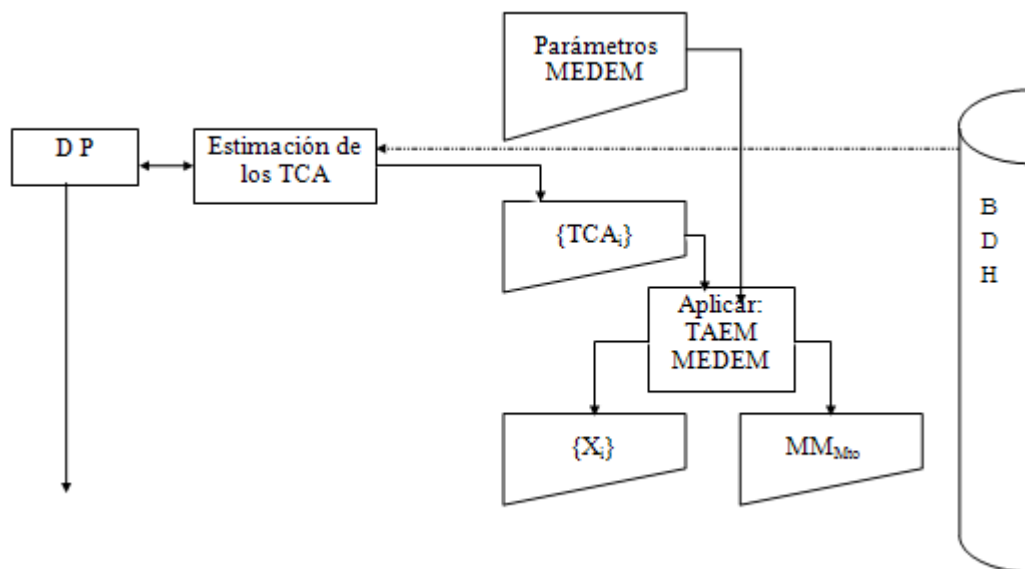 Parámetros
MEDEM
D P
Estimación de
los TCA
{TCAi}
B
D
H
Aplicar:
TAEM
MEDEM
{Xi}
MMMto